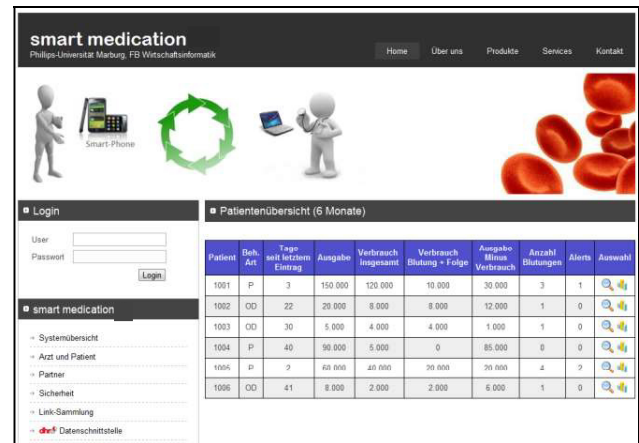 smart medication
Phillips-Universität Marburg, FB Wirtschaftsinformatik
Home Über uns Produkte Services Kontakt
Smart-Phone
Login
User
Passwort
Login
smart medication
Systemübersicht
Arzt und Patient
Partner
Sicherheit
Link-Sammlung
dhr Datenschnittstelle
Patientenübersicht (6 Monate)
Patient Beh. Art Tage seit letztem Eintrag Ausgabe Verbrauch insgesamt Verbrauch Blutung + Folge Ausgabe Minus Verbrauch Anzahl Blutungen Alerts Auswahl
1001 P 3 150.000 120.000 10.000 30.000 3 1
1002 OD 22 20.000 8.000 8.000 12.000 1 0
1003 OD 30 5.000 4.000 4.000 1.000 1 0
1004 P 40 90.000 5.000 0 85.000 0 0
1005 P 2 60.000 40.000 20.000 20.000 4 2
1006 OD 41 8.000 2.000 2.000 6.000 1 0